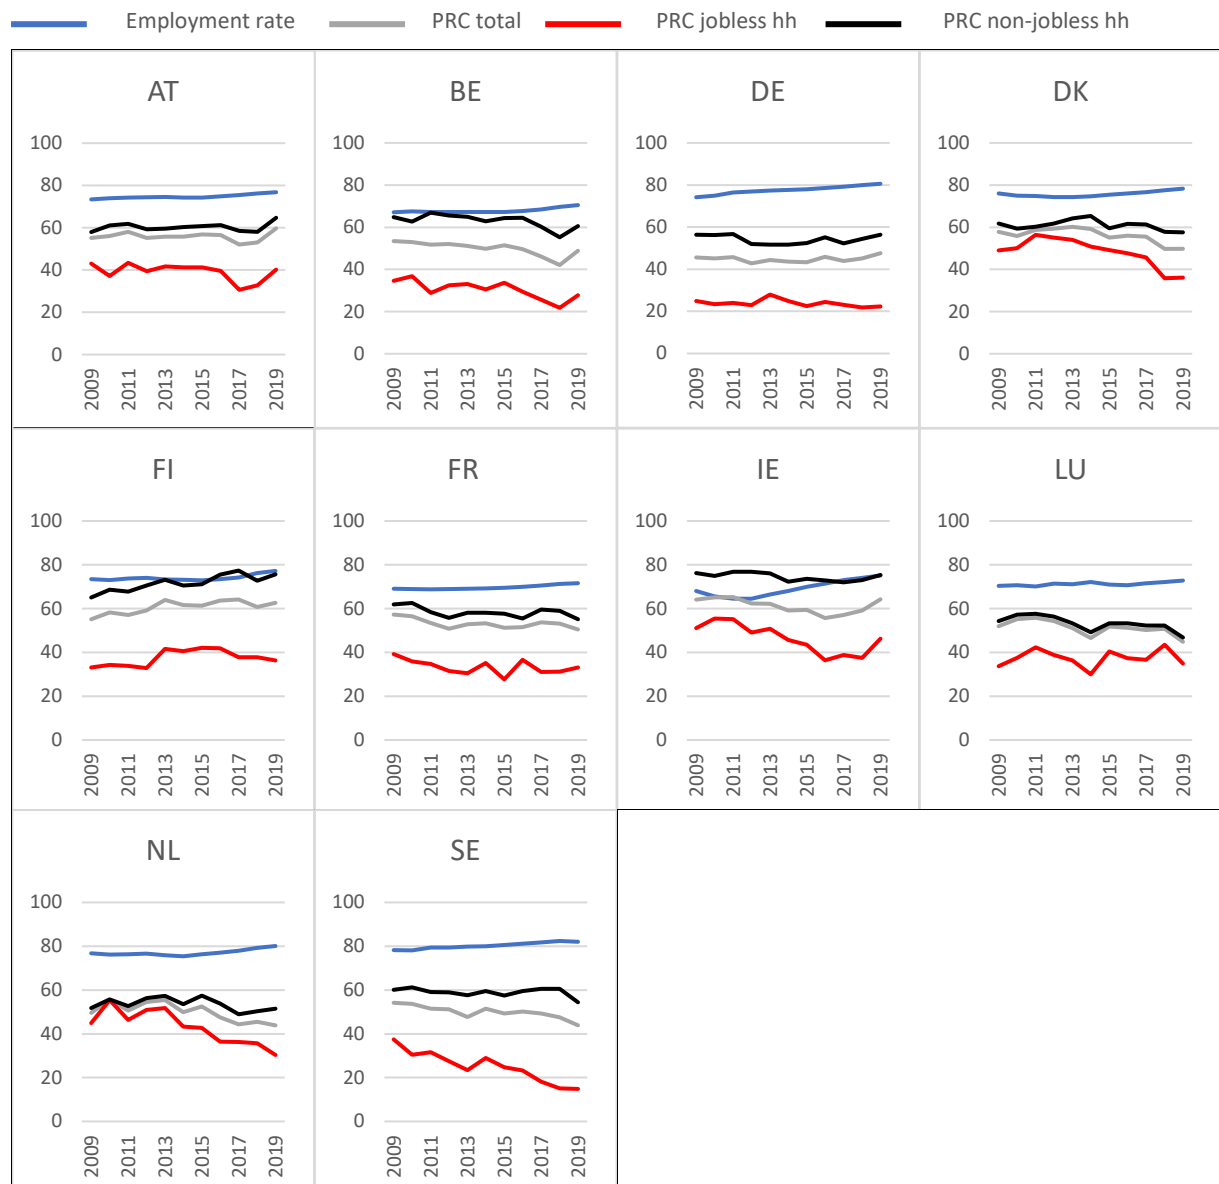 Employment rate PRC total PRC jobless hh PRC non-jobless hh
AT BE DE DK
100 100 100 100
80 80 80 80
60 60 60 60
40 40 40 40
20 20 20 20
0 0 0 0
2009 2011 2013 2015 2017 2019 2009 2011 2013 2015 2017 2019 2009 2011 2013 2015 2017 2019 2009 2011 2013 2015 2017 2019
FI FR IE LU
100 100 100 100
80 80 80 80
60 60 60 60
40 40 40 40
20 20 20 20
0 0 0 0
2009 2011 2013 2015 2017 2019 2009 2011 2013 2015 2017 2019 2009 2011 2013 2015 2017 2019 2009 2011 2013 2015 2017 2019
NL SE
100 100
80 80
60 60
40 40
20 20
0 0
2009 2011 2013 2015 2017 2019 2009 2011 2013 2015 2017 2019